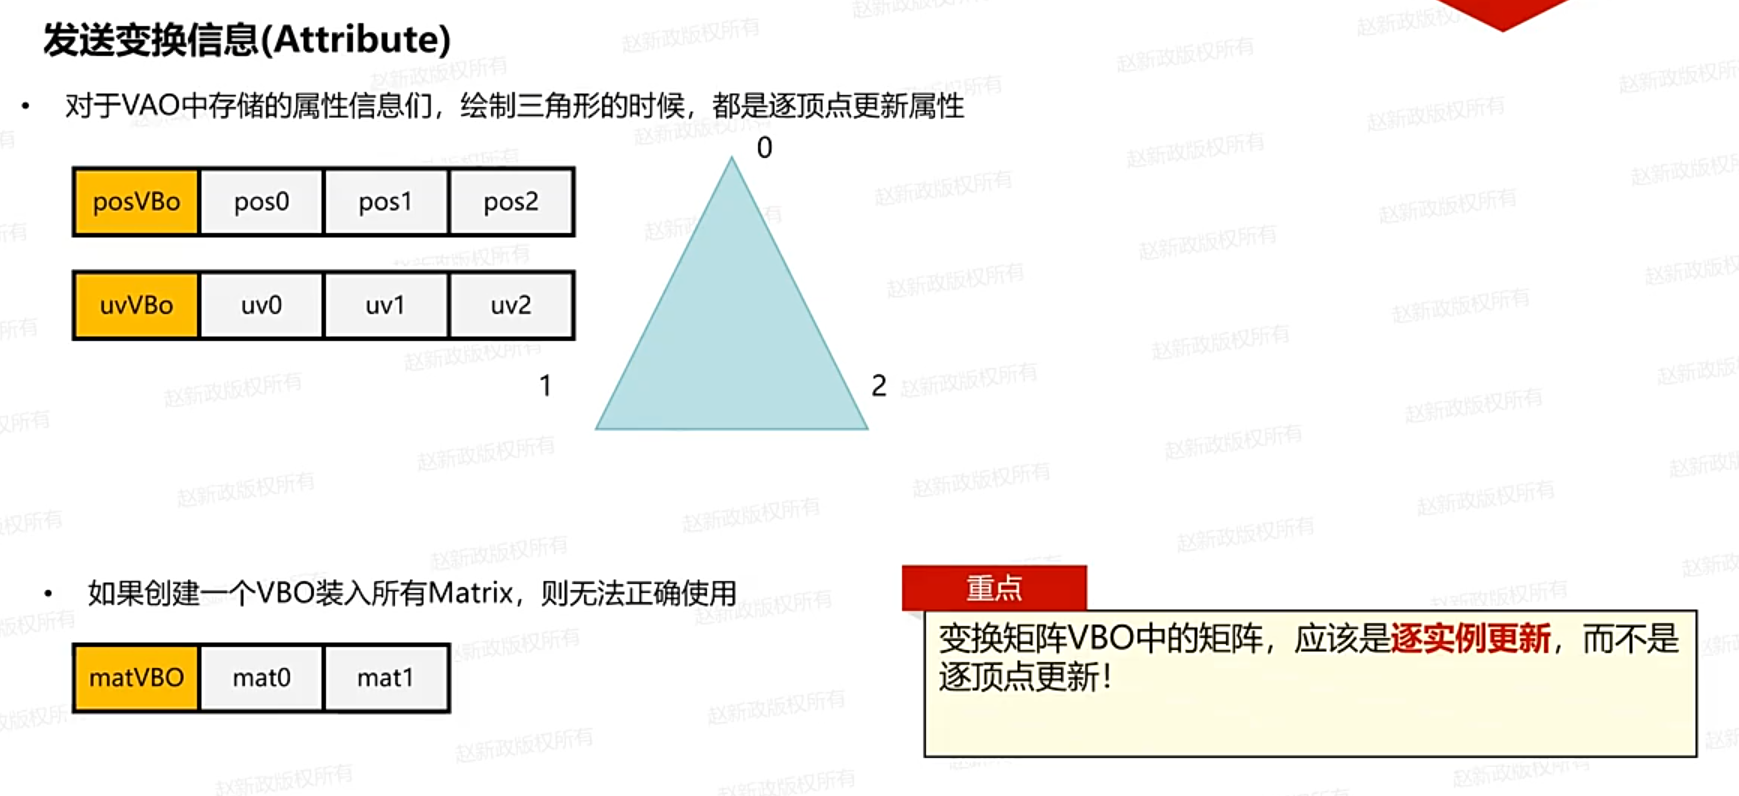 发送变换信息(Attribute)
• 对于VAO中存储的属性信息们，绘制三角形的时候，都是逐顶点更新属性
posVBo pos0 pos1 pos2
uvVBo uv0 uv1 uv2
0
1
2
• 如果创建一个VBO装入所有Matrix，则无法正确使用
matVBO mat0 mat1
重点
变换矩阵VBO中的矩阵，应该是逐实例更新，而不是
逐顶点更新！
赵新政版权所有